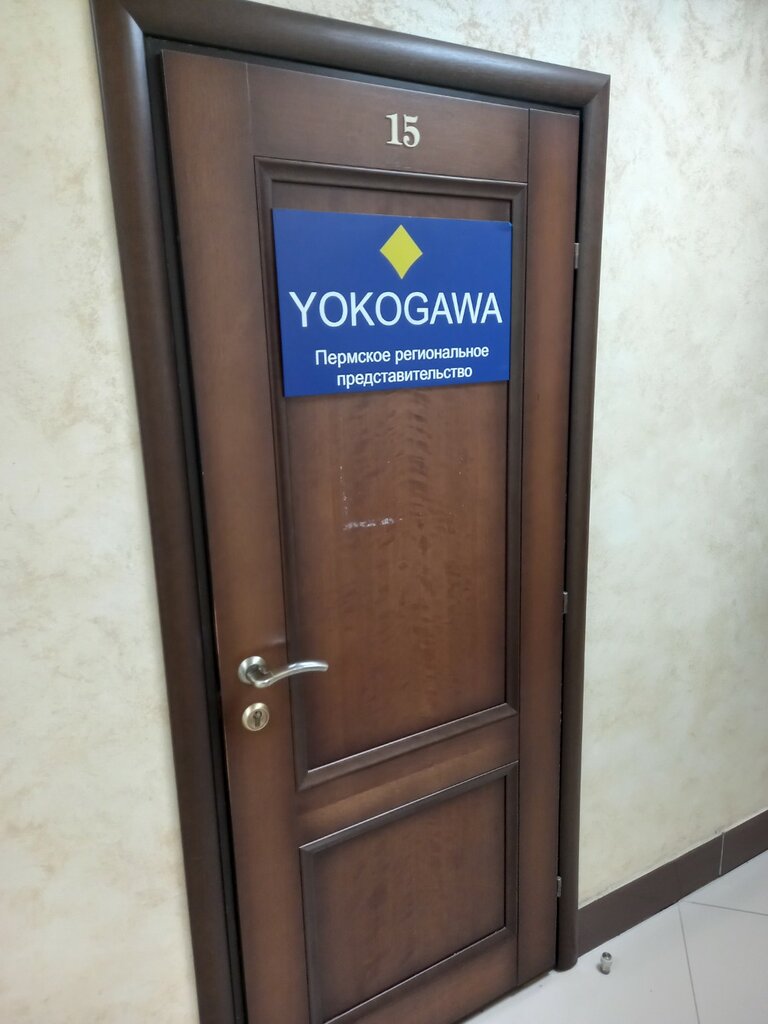 15
YOKOGAWA
Пермское региональное
представительство